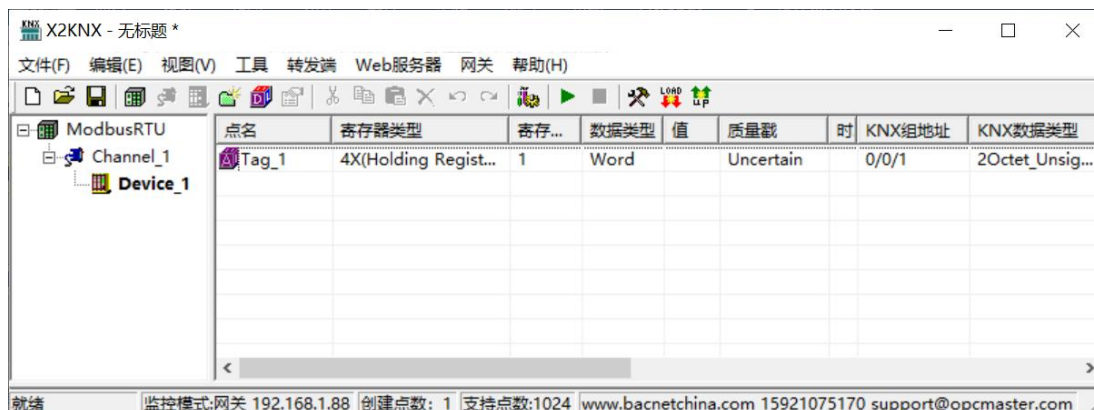 KNX X2KNX - 无标题 *
文件(F) 编辑(E) 视图(V) 工具 转发端 Web服务器 网关 帮助(H)
LOAD UP
ModbusRTU 点名 寄存器类型 寄存... 数据类型 值 质量戳 时 KNX组地址 KNX数据类型
Channel_1 Tag_1 4X(Holding Regist... 1 Word Uncertain 0/0/1 2Octet_Unsig...
Device_1
就绪 监控模式:网关 192.168.1.88 创建点数: 1 支持点数:1024 www.bacnetchina.com 15921075170 support@opcmaster.com